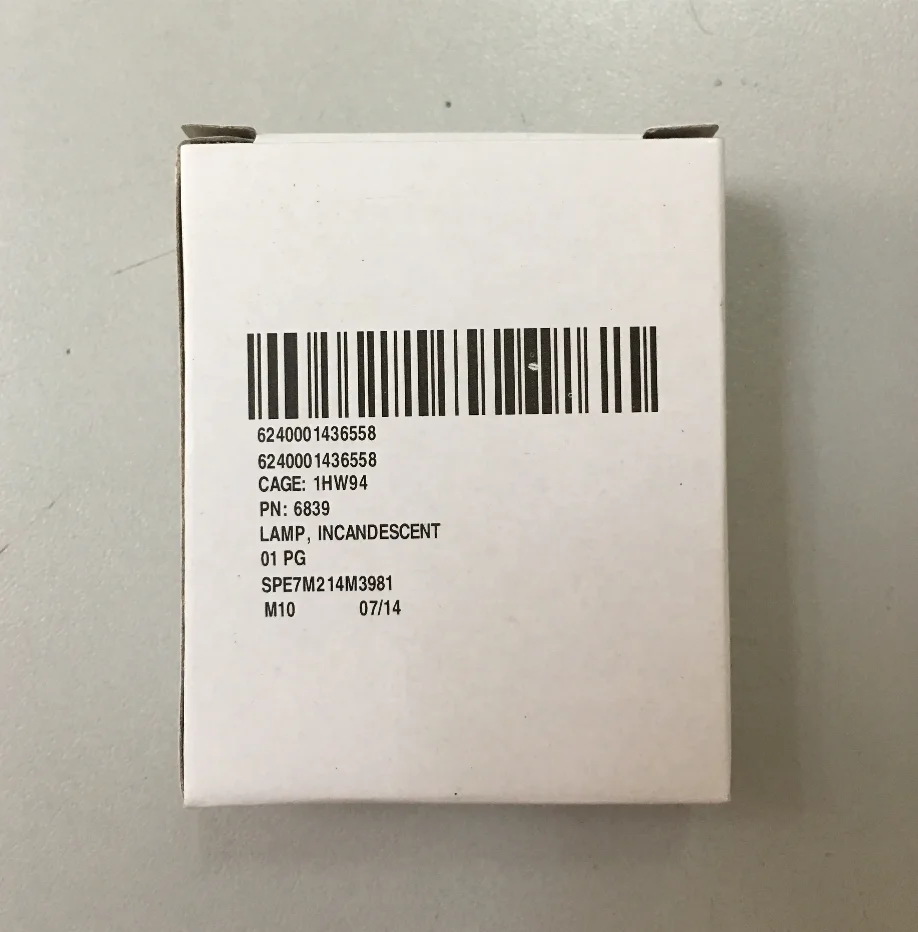 6240001436558
6240001436558
CAGE: 1HW94
PN: 6839
LAMP, INCANDESCENT
01 PG
SPE7M214M3981
M10 07/14